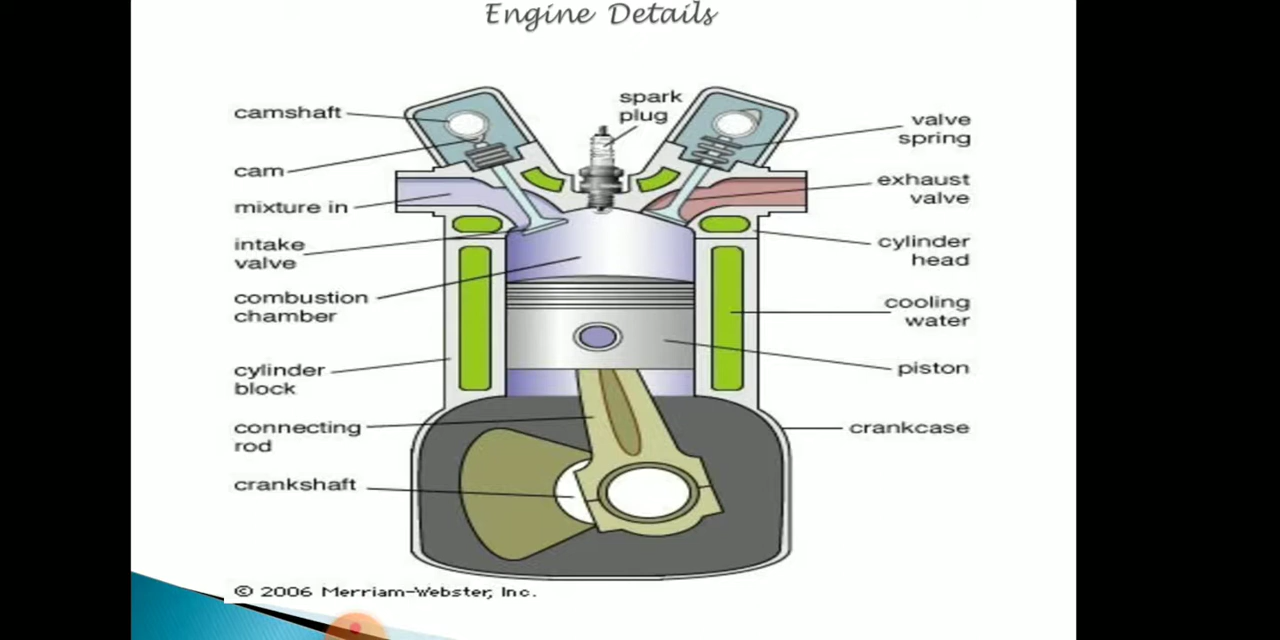 Engine Details
camshaft
cam
mixture in
intake
valve
combustion
chamber
cylinder
block
connecting
rod
crankshaft
spark
plug
valve
spring
exhaust
valve
cylinder
head
cooling
water
piston
crankcase
© 2006 Merriam-Webster, Inc.